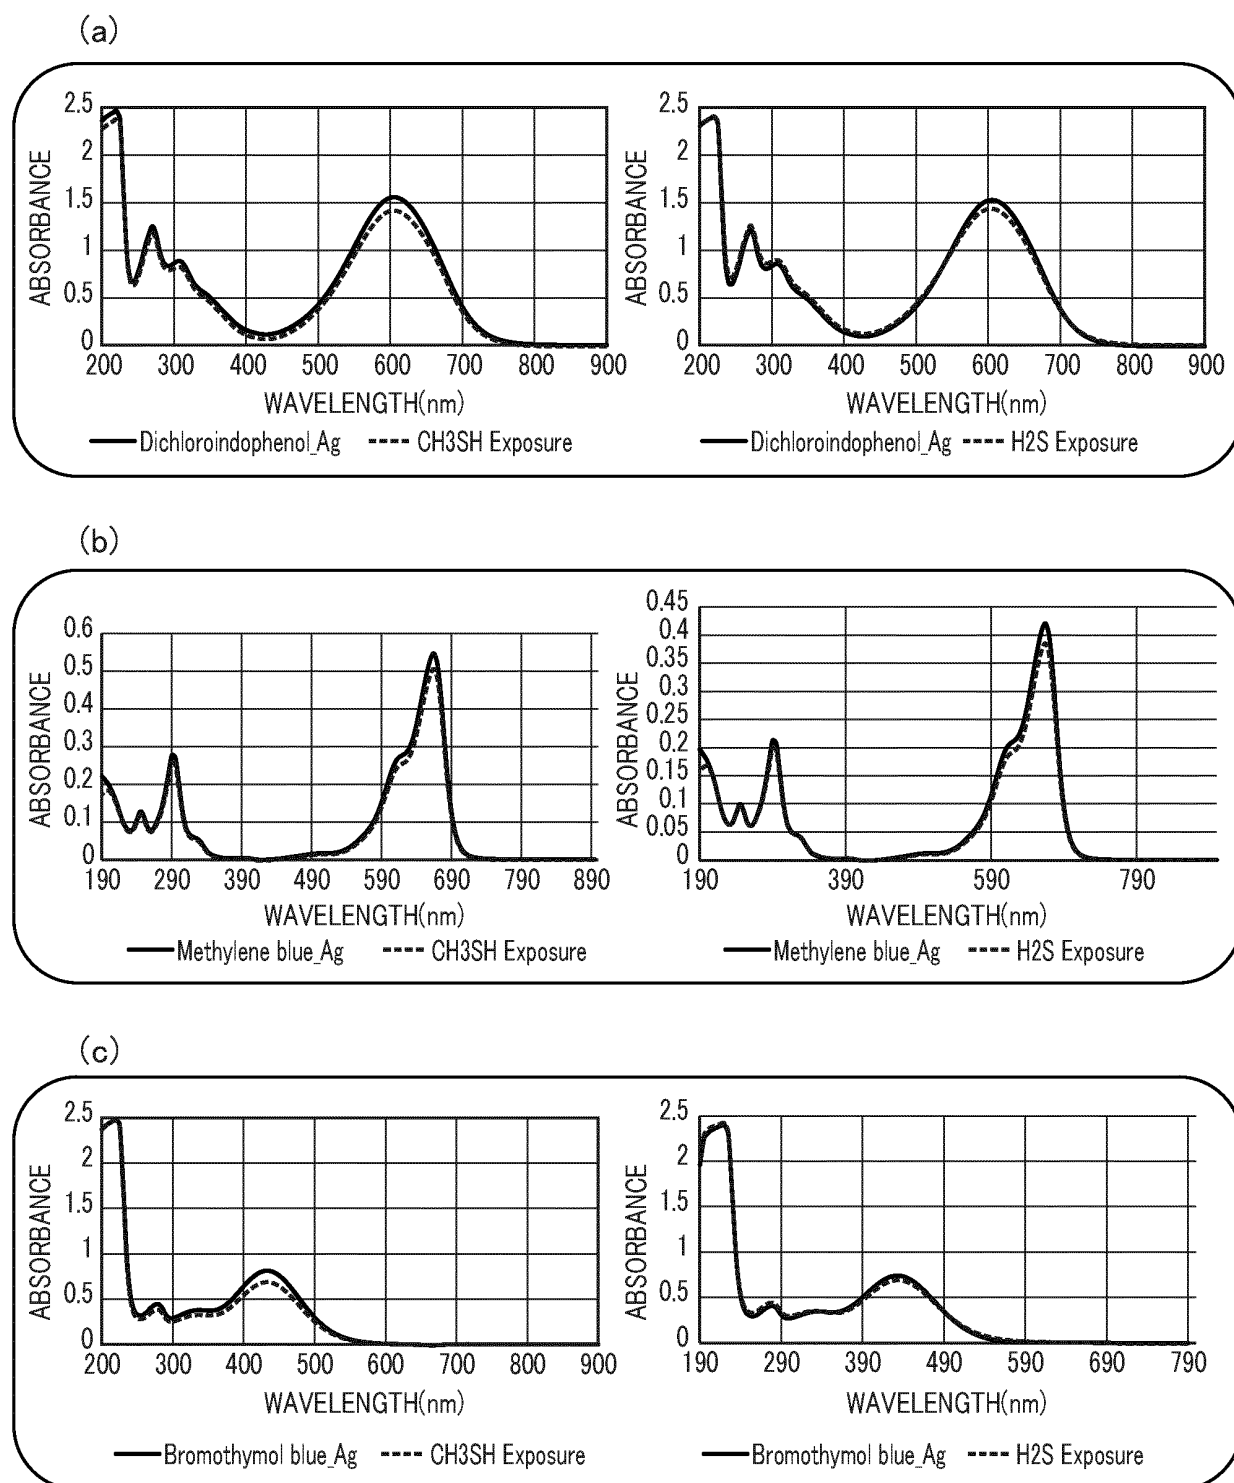 (a)
2.5
2
1.5
1
0.5
0
ABSORBANCE
200 300 400 500 600 700 800 900
WAVELENGTH(nm)
Dichloroindophenol_Ag CH3SH Exposure
2.5
2
1.5
1
0.5
0
ABSORBANCE
200 300 400 500 600 700 800 900
WAVELENGTH(nm)
Dichloroindophenol_Ag H2S Exposure
(b)
0.6
0.5
0.4
0.3
0.2
0.1
0
ABSORBANCE
190 290 390 490 590 690 790 890
WAVELENGTH(nm)
Methylene blue_Ag CH3SH Exposure
0.45
0.4
0.35
0.3
0.25
0.2
0.15
0.1
0.05
0
ABSORBANCE
190 390 590 790
WAVELENGTH(nm)
Methylene blue_Ag H2S Exposure
(c)
2.5
2
1.5
1
0.5
0
ABSORBANCE
200 300 400 500 600 700 800 900
WAVELENGTH(nm)
Bromothymol blue_Ag CH3SH Exposure
2.5
2
1.5
1
0.5
0
ABSORBANCE
190 290 390 490 590 690 790
WAVELENGTH(nm)
Bromothymol blue_Ag H2S Exposure